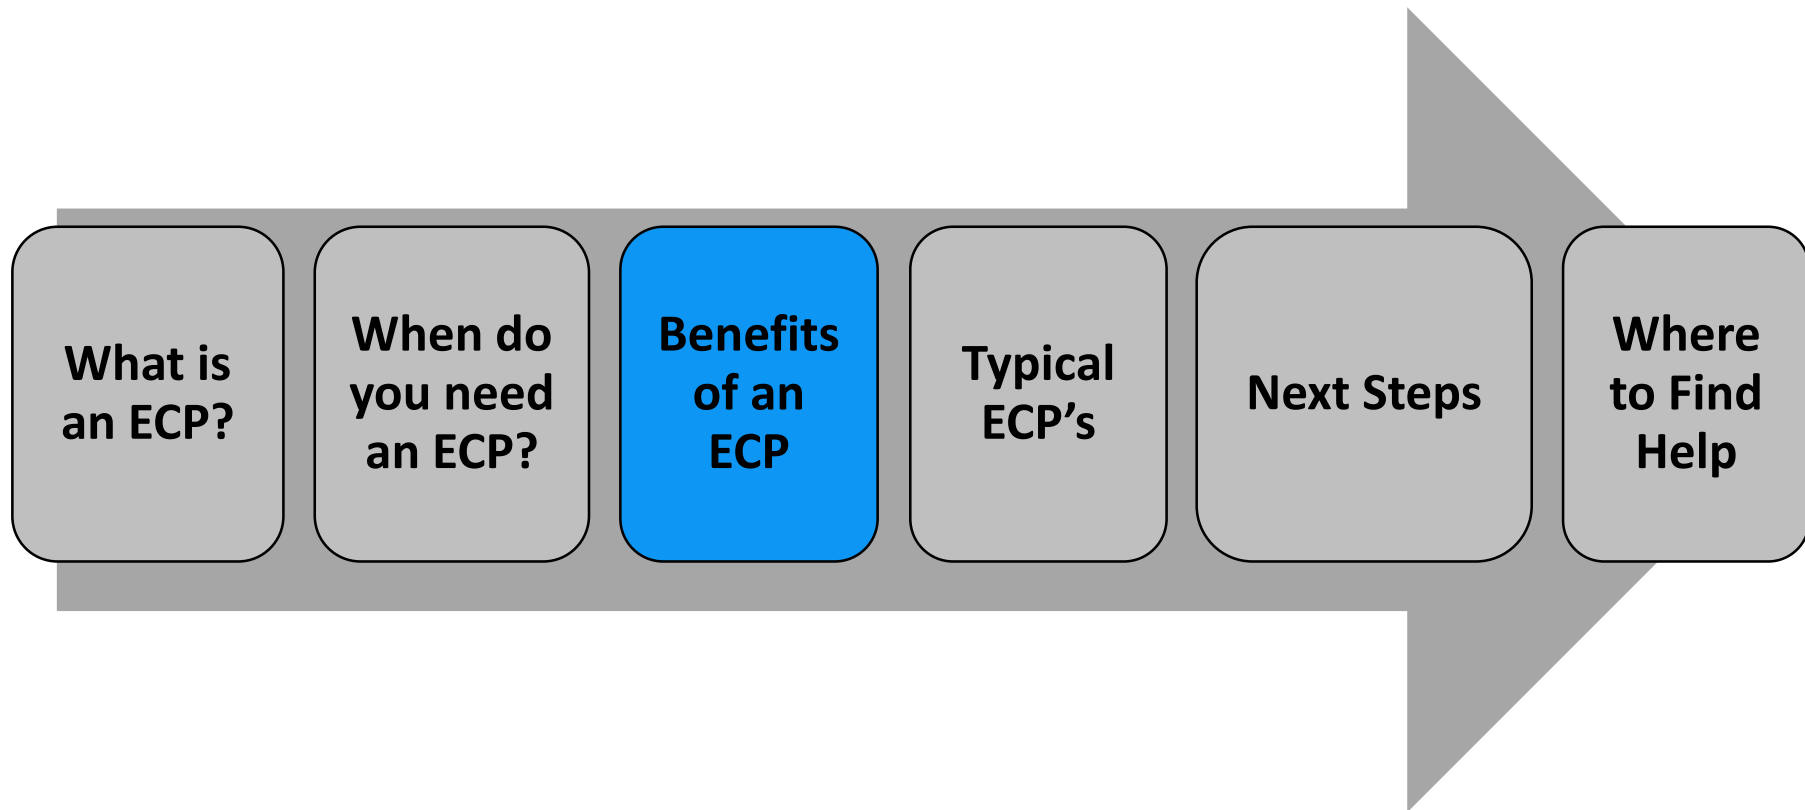 What is
an ECP?
When do
you need
an ECP?
Benefits
of an
ECP
Typical
ECP’s
Next Steps
Where
to Find
Help